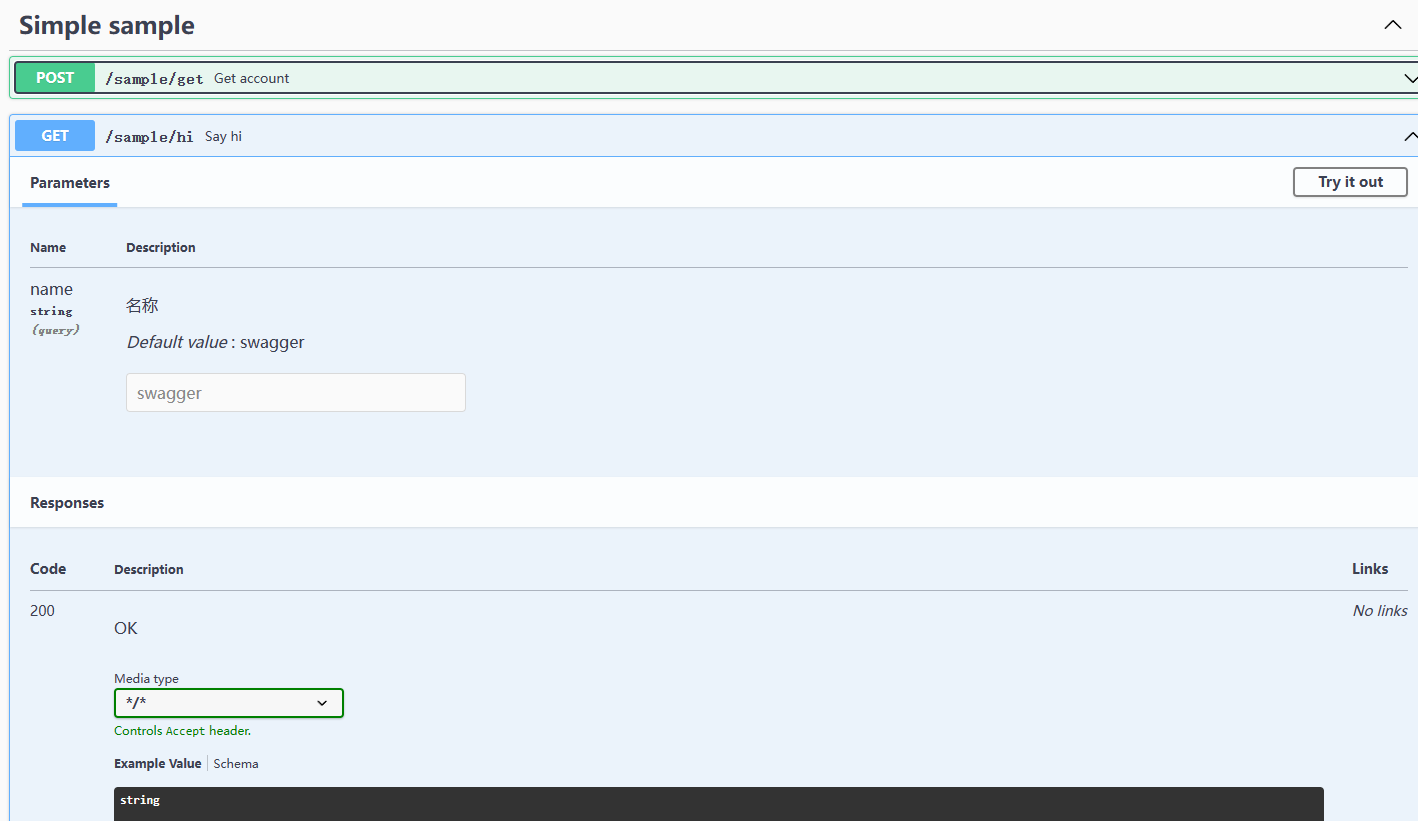 Simple sample
POST /sample/get Get account
GET /sample/hi Say hi
Parameters Try it out
Name Description
name
名称
string
(query)
Default value : swagger
swagger
Responses
Code Description Links
200 No links
OK
Media type
*/*
Controls Accept header.
Example Value Schema
string